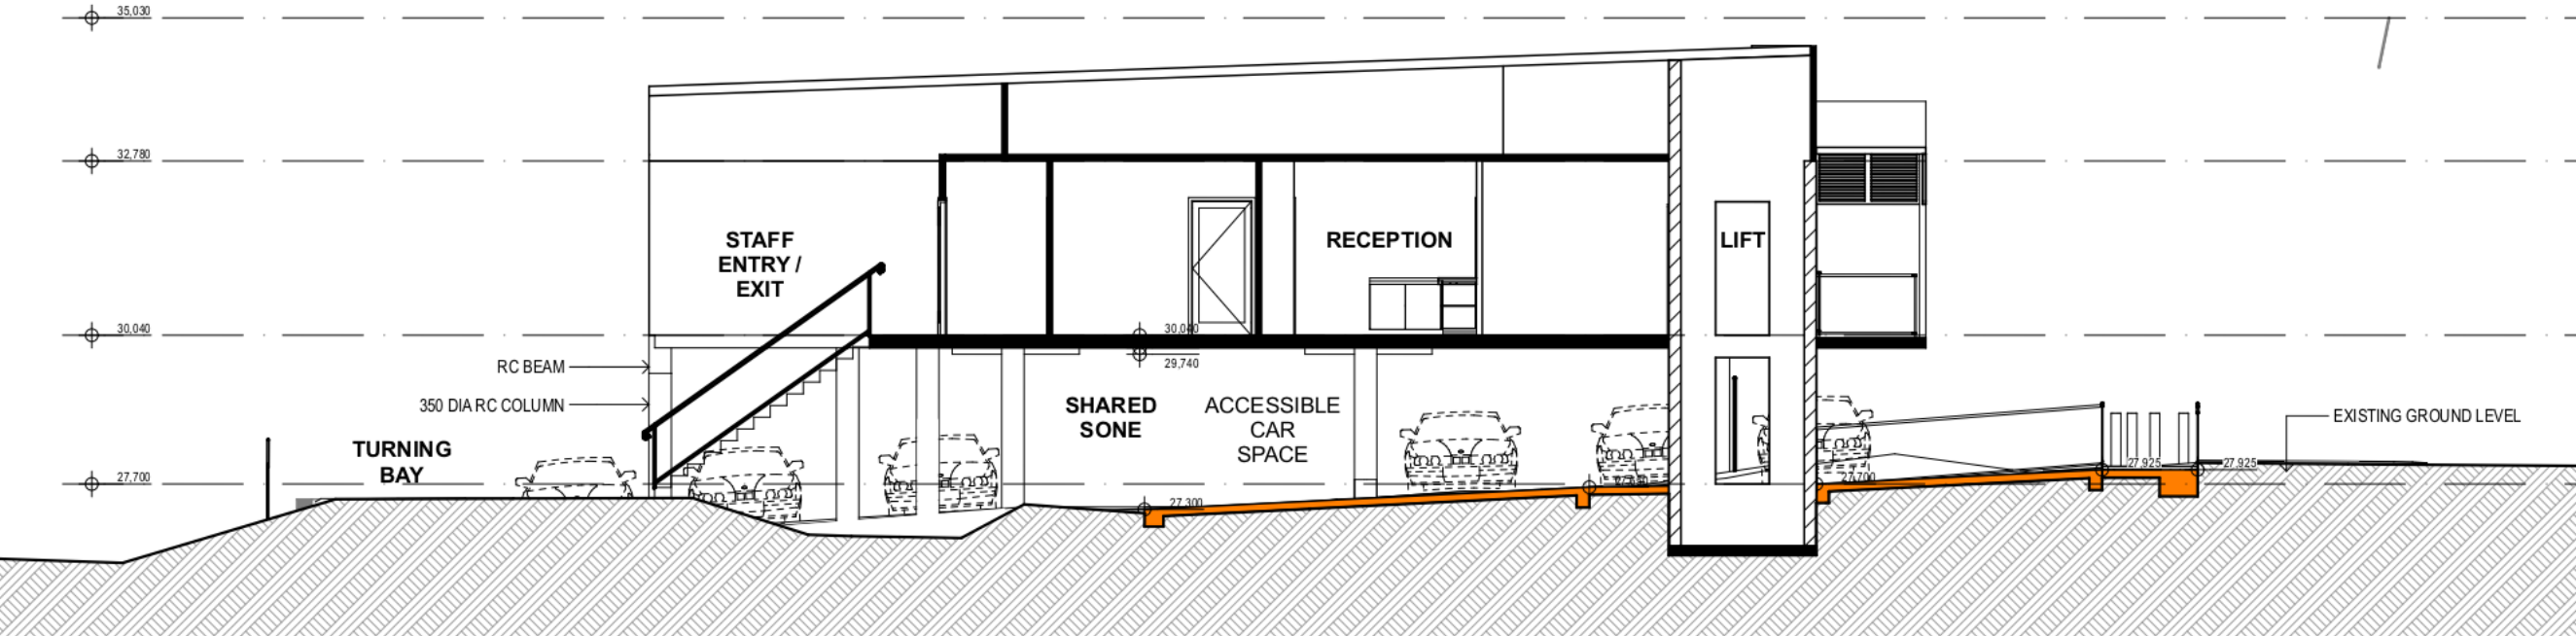 35,030
32,780
STAFF
ENTRY /
EXIT
RECEPTION
LIFT
30,040
30,040
29,740
RC BEAM
350 DIA RC COLUMN
SHARED
SONE
ACCESSIBLE
CAR
SPACE
EXISTING GROUND LEVEL
TURNING
BAY
27,925
27,925
27,700
27,700
27,300